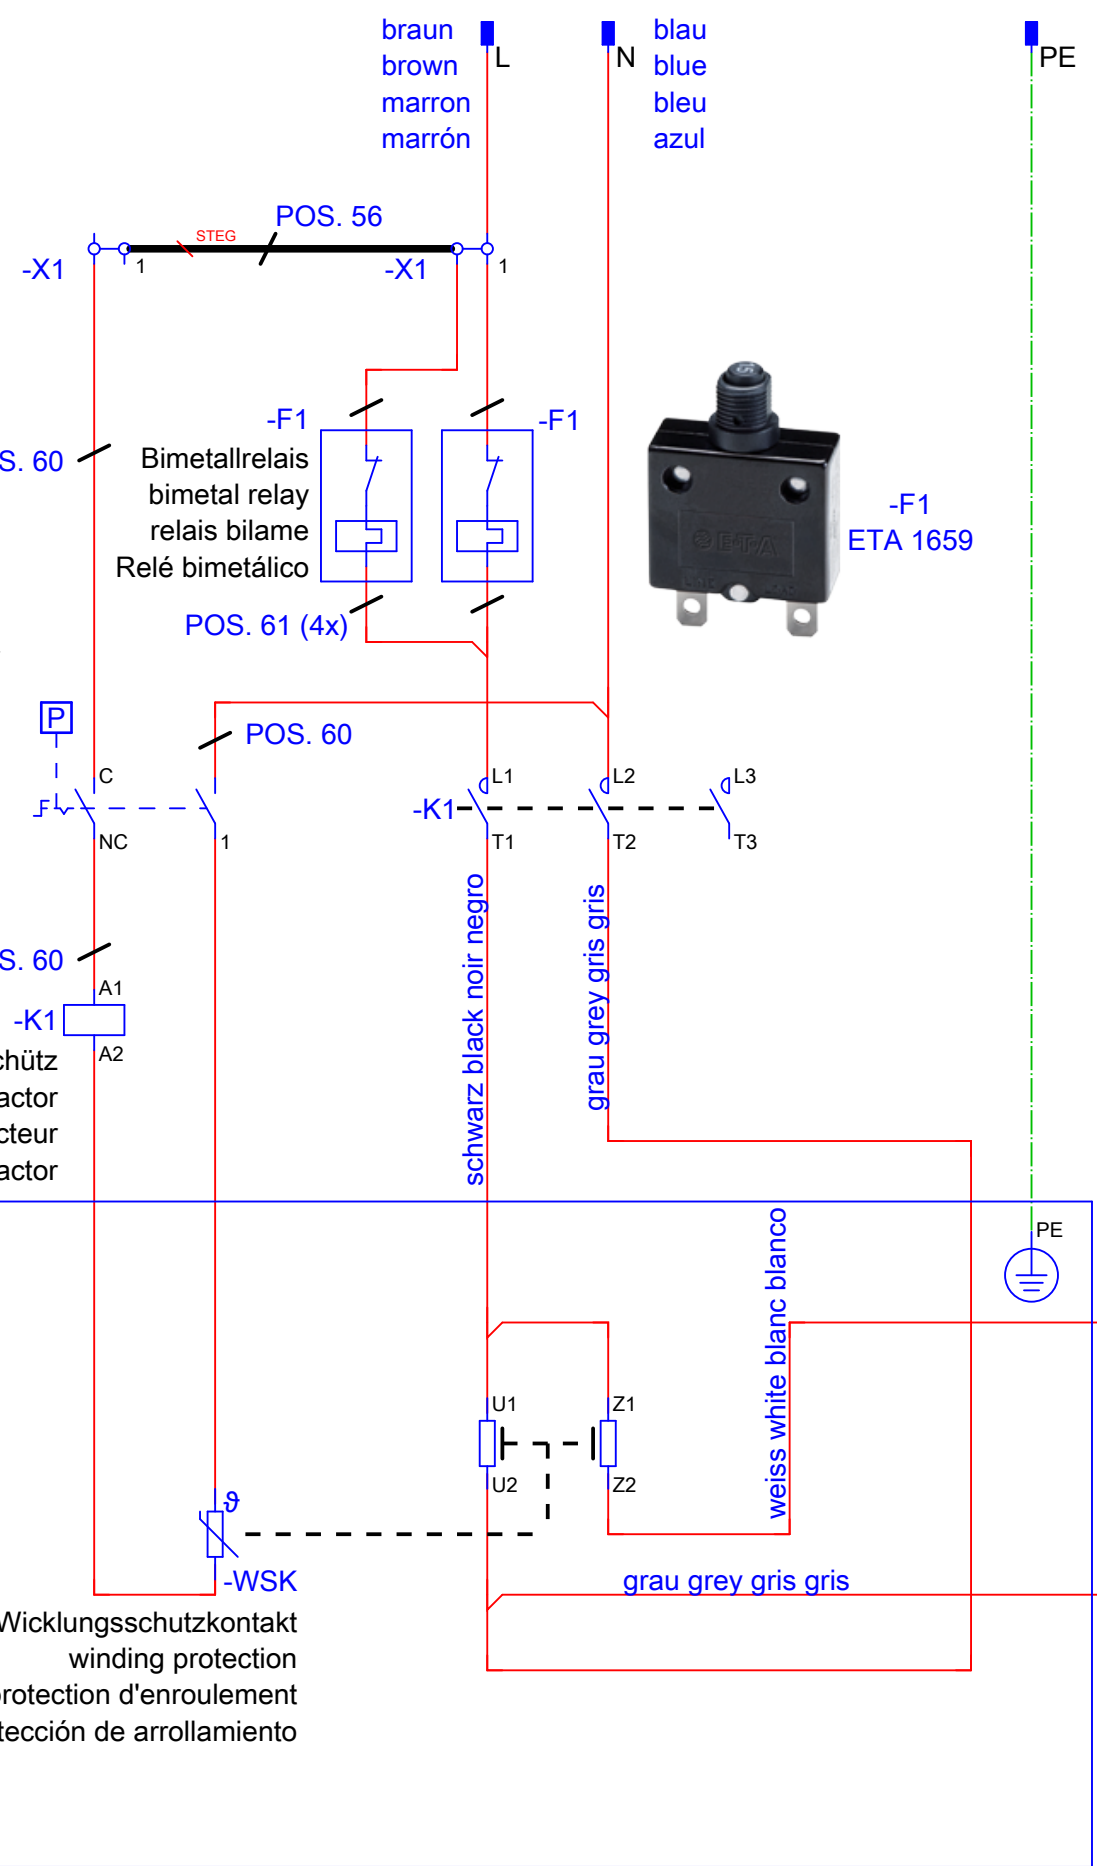 braun
brown
marron
marrón
L
N
blau
blue
bleu
azul
PE
POS. 56
STEG
-X1
1
-X1
1
-F1
-F1
S. 60
Bimetallrelais
bimetal relay
relais bilame
Relé bimetálico
POS. 61 (4x)
15
ETA
LINE
-F1
ETA 1659
P
POS. 60
C
NC
1
-K1
L1
T1
L2
T2
L3
T3
schwarz black noir negro
grau grey gris gris
S. 60
A1
-K1
A2
chütz
actor
cteur
actor
PE
weiss white blanc blanco
U1
U2
Z1
Z2
ϑ
-WSK
grau grey gris gris
Wicklungsschutzkontakt
winding protection
protection d'enroulement
tección de arrollamiento